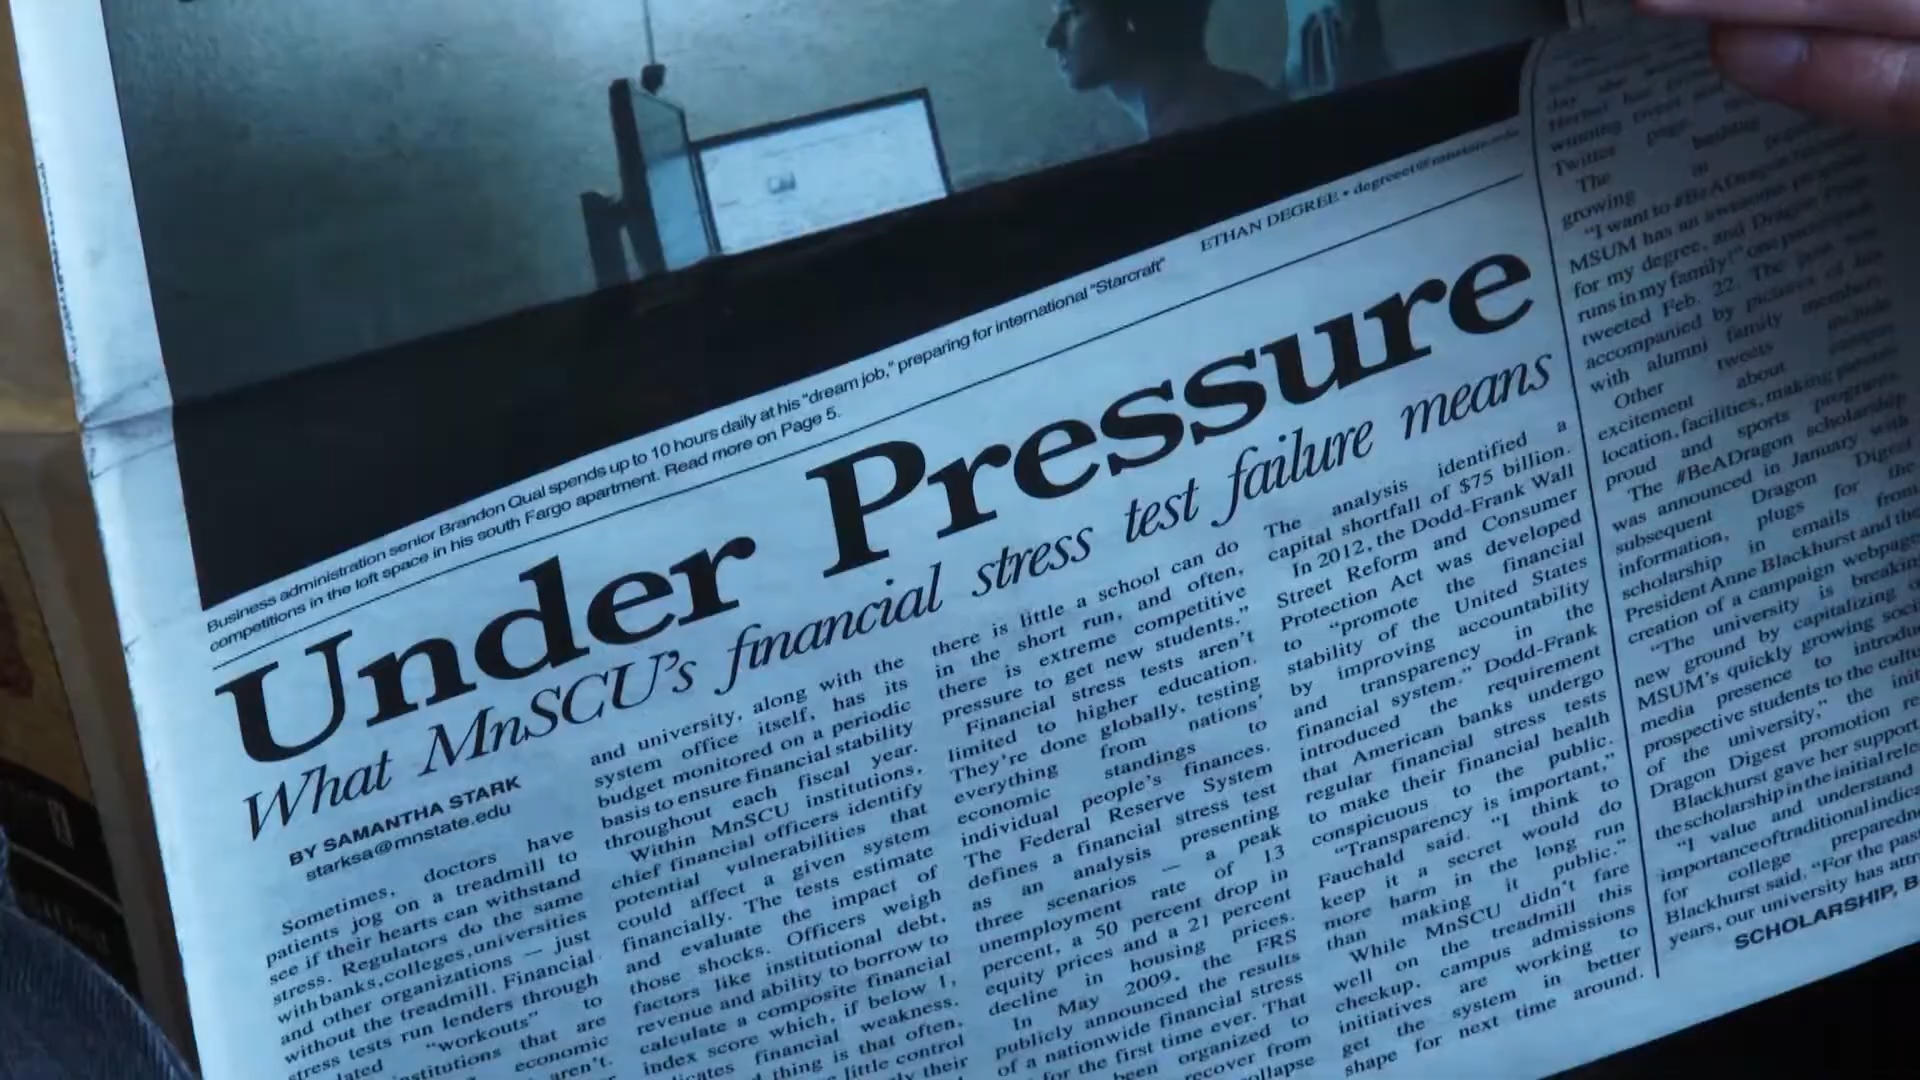 ETHAN DEGREE • degreeet@mnstate.edu
Business administration senior Brandon Qual spends up to 10 hours daily at his "dream job," preparing for international "Starcraft"
competitions in the loft space in his south Fargo apartment. Read more on Page 5.
Under Pressure
What MnSCU's financial stress test failure means
BY SAMANTHA STARK
starksa@mnstate.edu
Sometimes, doctors have
patients jog on a treadmill to
see if their hearts can withstand
stress. Regulators do the same
with banks, colleges, universities
and other organizations — just
without the treadmill. Financial
stress tests run lenders through
"workouts" to
institutions that are
economic
aren't.
and university, along with the
system office itself, has its
budget monitored on a periodic
basis to ensure financial stability
throughout each fiscal year.
Within MnSCU institutions,
chief financial officers identify
potential vulnerabilities that
could affect a given system
financially. The tests estimate
and evaluate the impact of
those shocks. Officers weigh
factors like institutional debt,
revenue and ability to borrow to
calculate a composite financial
index score which, if below 1,
financial weakness.
thing is that often,
little control
their
there is little a school can do
in the short run, and often,
there is extreme competitive
pressure to get new students."
Financial stress tests aren't
limited to higher education.
They're done globally, testing
everything from nations'
economic standings to
individual people's finances.
The Federal Reserve System
defines a financial stress test
as an analysis presenting
three scenarios — a peak
unemployment rate of 13
percent, a 50 percent drop in
equity prices and a 21 percent
decline in housing prices.
In May 2009, the FRS
publicly announced the results
of a nationwide financial stress
for the first time ever. That
been organized to
recover from
The analysis identified a
capital shortfall of $75 billion.
In 2012, the Dodd-Frank Wall
Street Reform and Consumer
Protection Act was developed
to "promote the financial
stability of the United States
by improving accountability
and transparency in the
financial system." Dodd-Frank
introduced the requirement
that American banks undergo
regular financial stress tests
to make their financial health
conspicuous to the public.
"Transparency is important,"
Fauchald said. "I think to
keep it a secret would do
more harm in the long run
than making it public."
While MnSCU didn't fare
well on the treadmill this
checkup, campus admissions
initiatives are working to
get the system in better
shape for next time around.
Twitter page.
The
growing
"I want to #BeADragon
MSUM has an awesome program
for my degree, and Dragon Pride
runs in my family!" one participant
tweeted Feb. 22. The post was
accompanied by pictures of his
with alumni family members.
Other tweets include
excitement about campus
location, facilities, making parents
proud and sports programs.
The #BeADragon scholarship
was announced in January with
subsequent Dragon Digest
information, plugs for the
scholarship in emails from
President Anne Blackhurst and the
creation of a campaign webpage.
"The university is breaking
new ground by capitalizing
MSUM's quickly growing
media presence to introduce
prospective students to the
of the university," the
Dragon Digest promotion
Blackhurst gave her support
the scholarship in the initial
"I value and understand
importance of traditional
for college
Blackhurst said. "For the past
years, our university has
SCHOLARSHIP,